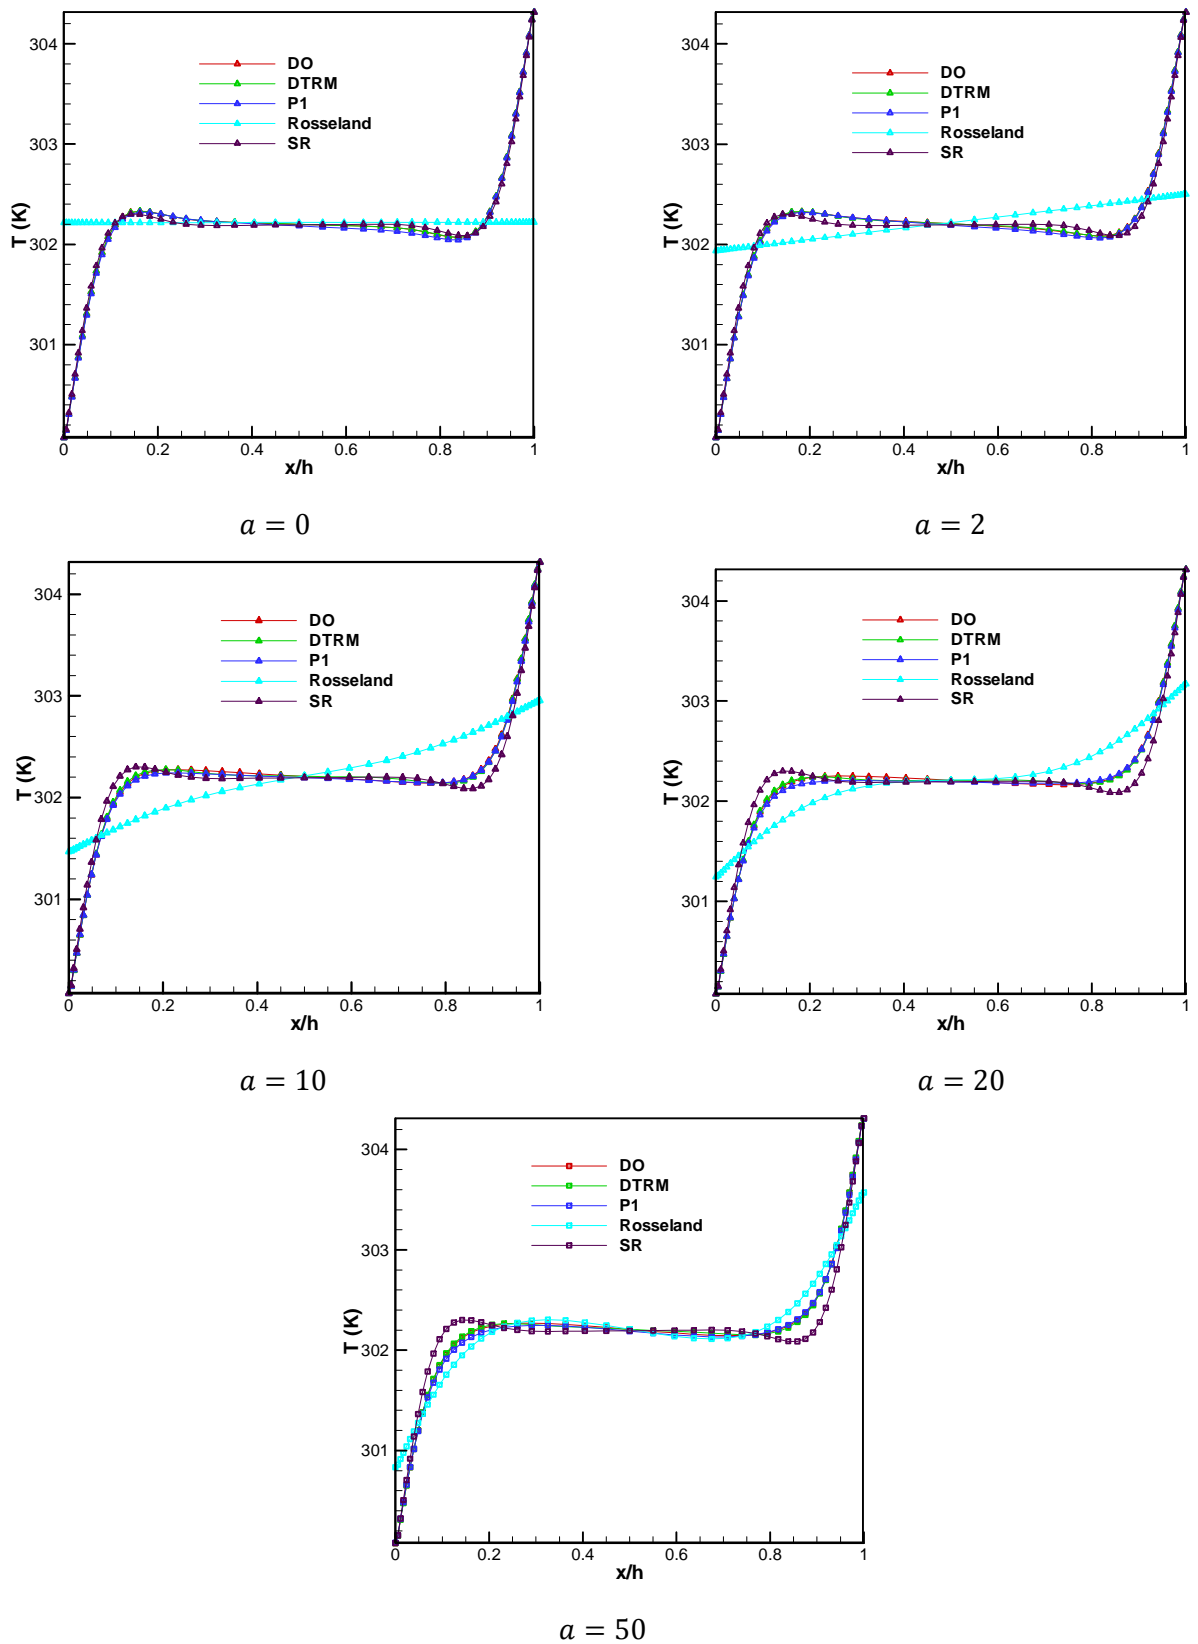 304
303
302
301
T (K)
DO
DTRM
P1
Rosseland
SR
0 0.2 0.4 0.6 0.8 1
x/h
a = 0
304
303
302
301
T (K)
DO
DTRM
P1
Rosseland
SR
0 0.2 0.4 0.6 0.8 1
x/h
a = 2
304
303
302
301
T (K)
DO
DTRM
P1
Rosseland
SR
0 0.2 0.4 0.6 0.8 1
x/h
a = 10
304
303
302
301
T (K)
DO
DTRM
P1
Rosseland
SR
0 0.2 0.4 0.6 0.8 1
x/h
a = 20
304
303
302
301
T (K)
DO
DTRM
P1
Rosseland
SR
0 0.2 0.4 0.6 0.8 1
x/h
a = 50